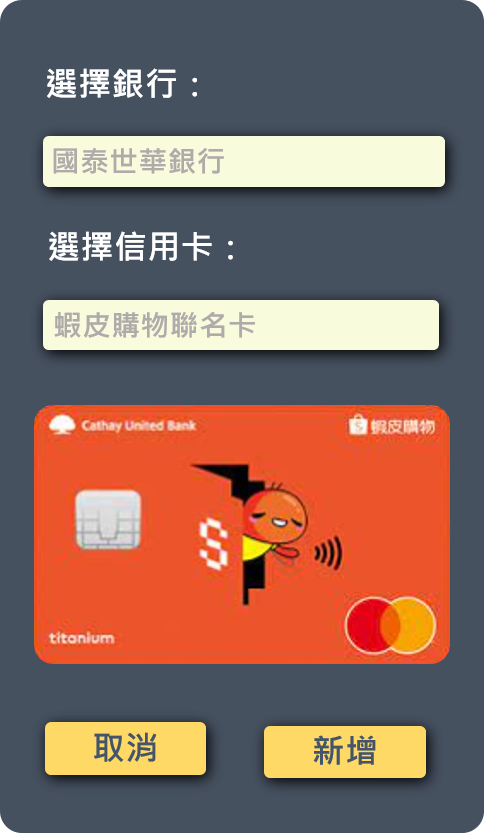 選擇銀行：
國泰世華銀行
選擇信用卡：
蝦皮購物聯名卡
Cathay United Bank
S 蝦皮購物
S
titanium
取消
新增